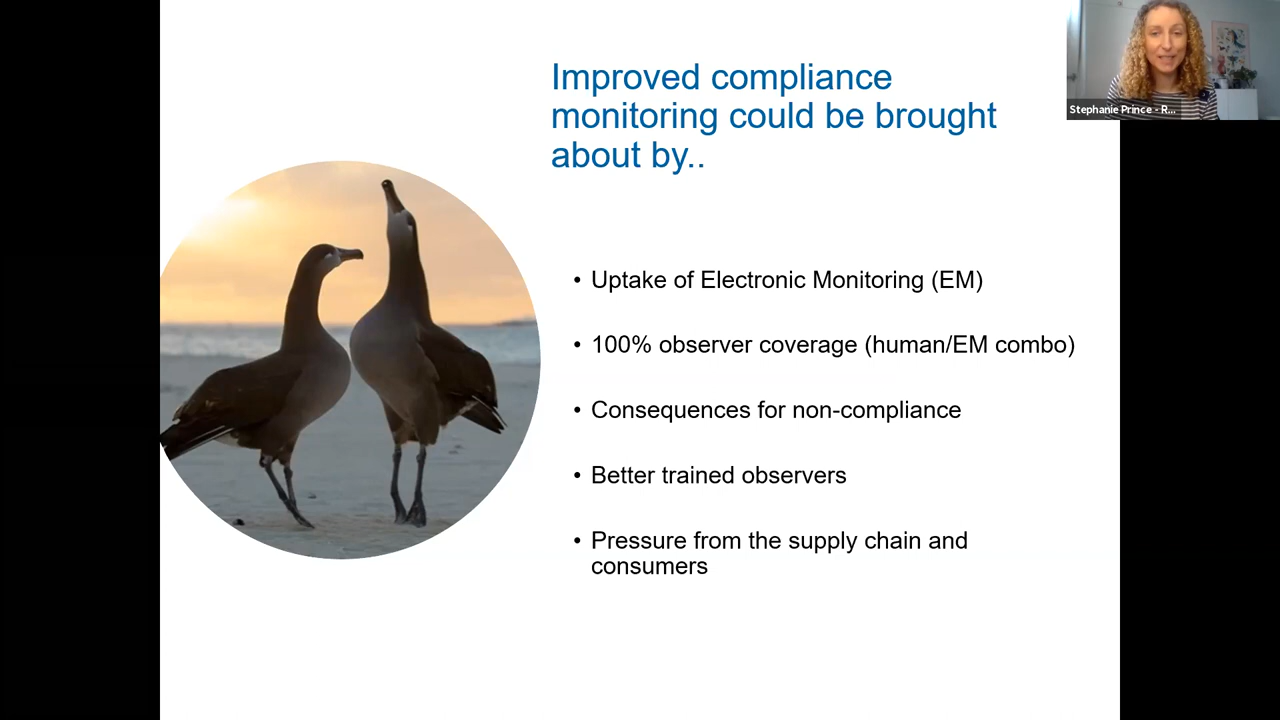 Improved compliance
monitoring could be brought
about by..
Stephanie Prince - R...
• Uptake of Electronic Monitoring (EM)
• 100% observer coverage (human/EM combo)
• Consequences for non-compliance
• Better trained observers
• Pressure from the supply chain and
consumers